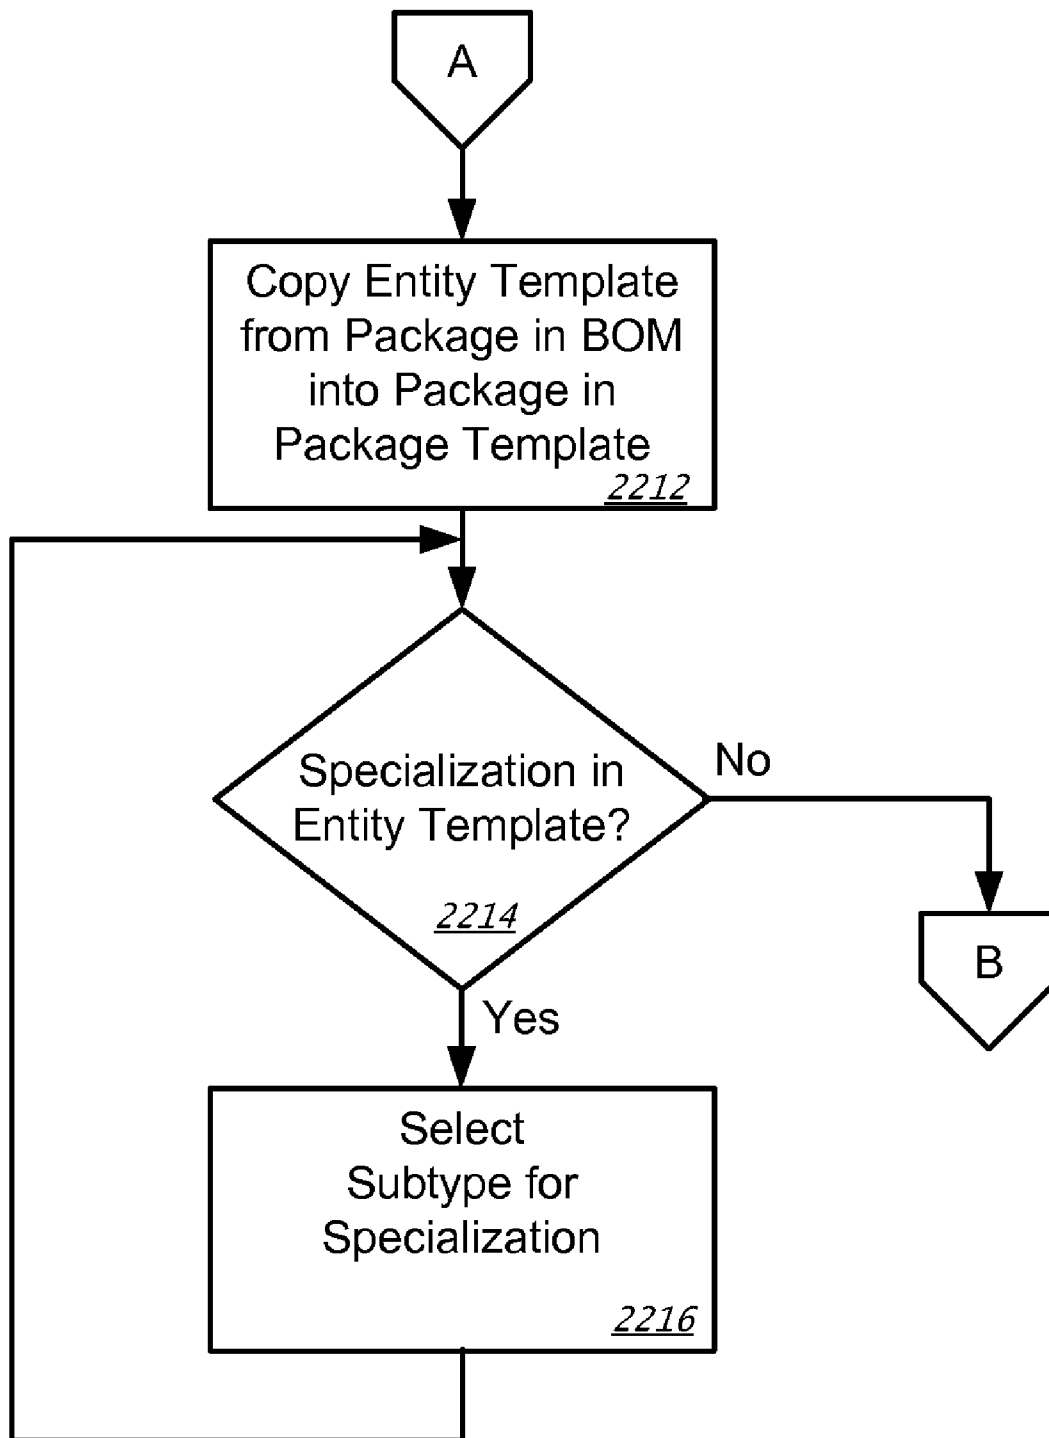 A
Copy Entity Template
from Package in BOM
into Package in
Package Template
2212
Specialization in
Entity Template?
No
2214
B
Yes
Select
Subtype for
Specialization
2216